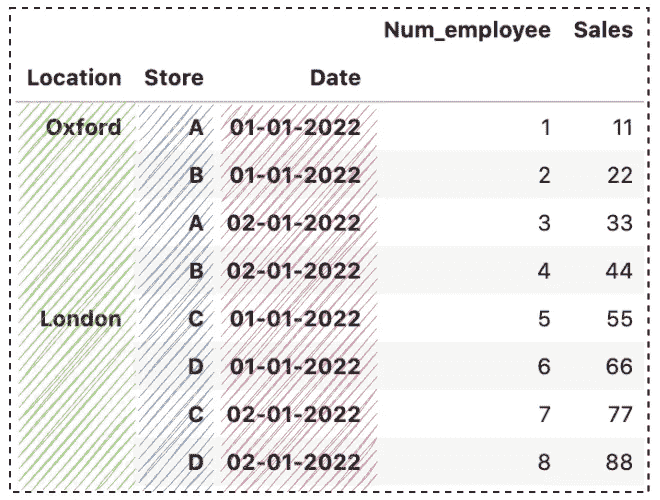 Num_employee Sales
Location Store Date
Oxford A 01-01-2022 1 11
B 01-01-2022 2 22
A 02-01-2022 3 33
B 02-01-2022 4 44
London C 01-01-2022 5 55
D 01-01-2022 6 66
C 02-01-2022 7 77
D 02-01-2022 8 88